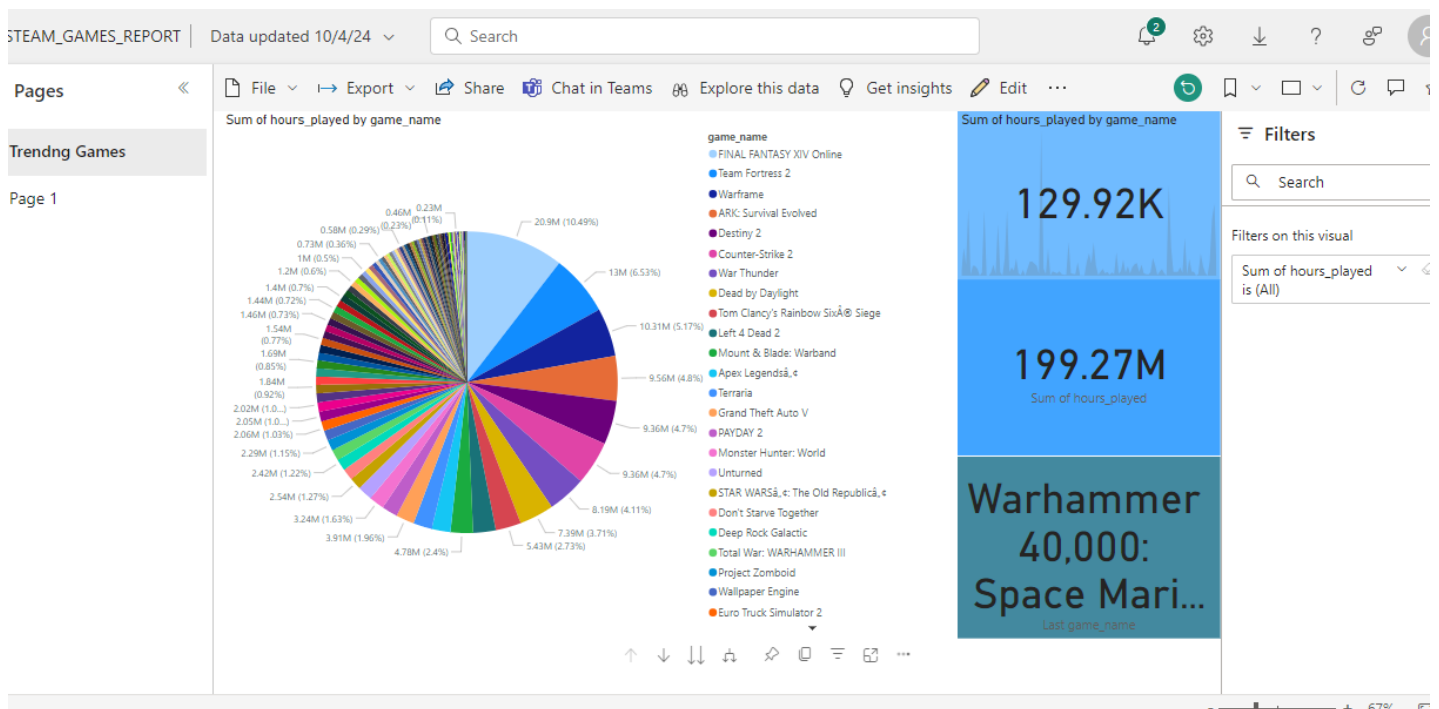 STEAM_GAMES_REPORT
Data updated 10/4/24
Search
2
Pages
File
Export
Share
Chat in Teams
Explore this data
Get insights
Edit
Trendng Games
Page 1
Sum of hours_played by game_name
20.9M (10.49%)
13M (6.53%)
10.31M (5.17%)
9.56M (4.8%)
9.36M (4.7%)
9.36M (4.7%)
8.19M (4.11%)
7.39M (3.71%)
5.43M (2.73%)
4.78M (2.4%)
3.91M (1.96%)
3.24M (1.63%)
2.54M (1.27%)
2.42M (1.22%)
2.29M (1.15%)
2.06M (1.03%)
2.05M (1.0...)
2.02M (1.0...)
1.84M
(0.92%)
1.69M
(0.85%)
1.54M
(0.77%)
1.46M (0.73%)
1.44M (0.72%)
1.4M (0.7%)
1.2M (0.6%)
1M (0.5%)
0.73M (0.36%)
0.58M (0.29%)
0.46M
(0.23%)
0.23M
(0.11%)
game_name
FINAL FANTASY XIV Online
Team Fortress 2
Warframe
ARK: Survival Evolved
Destiny 2
Counter-Strike 2
War Thunder
Dead by Daylight
Tom Clancy's Rainbow SixÂ® Siege
Left 4 Dead 2
Mount & Blade: Warband
Apex Legendsâ„¢
Terraria
Grand Theft Auto V
PAYDAY 2
Monster Hunter: World
Unturned
STAR WARSâ„¢: The Old Republicâ„¢
Don't Starve Together
Deep Rock Galactic
Total War: WARHAMMER III
Project Zomboid
Wallpaper Engine
Euro Truck Simulator 2
Sum of hours_played by game_name
129.92K
199.27M
Sum of hours_played
Warhammer
40,000:
Space Mari...
Last game_name
Filters
Search
Filters on this visual
Sum of hours_played
is (All)
67%